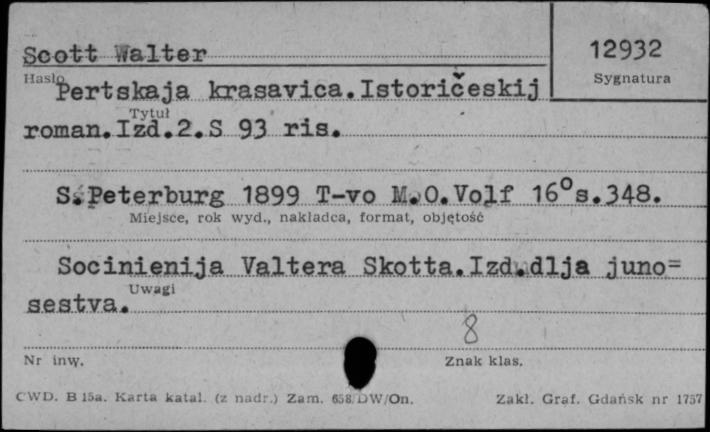 Scott Walter
12932
Hasło
Sygnatura
Pertskaja krasavica.Istoričeskij
Tytuł
roman.Izd.2.S 93 ris.
S.Peterburg 1899 T-vo M.O.Volf 16° s.348.
Miejsce, rok wyd., nakładca, format, objętość
Socinienija Valtera Skotta.Izd.dlja juno=
Uwagi
sestva.
8
Nr inw.
Znak klas.
CWD. B 15a. Karta katal. (z nadr.) Zam. 658/DW/On.
Zakł. Graf. Gdańsk nr 1757